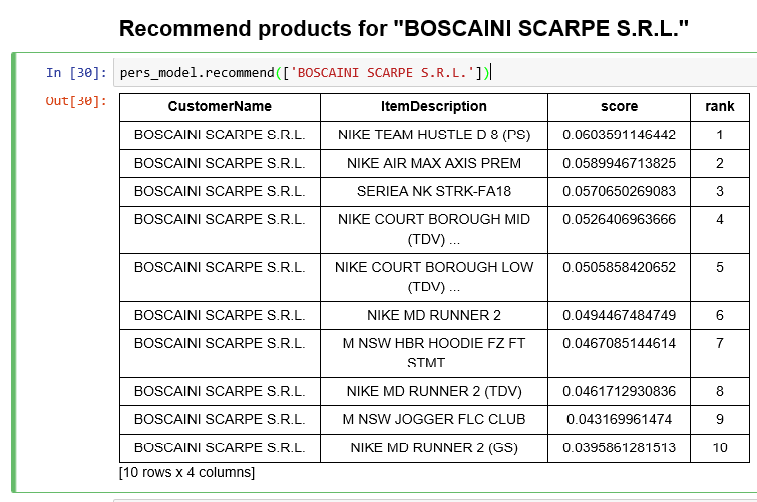 Recommend products for "BOSCAINI SCARPE S.R.L."
In [30]: pers_model.recommend(['BOSCAINI SCARPE S.R.L.'])
Out[30]:
CustomerName ItemDescription score rank
BOSCAINI SCARPE S.R.L. NIKE TEAM HUSTLE D 8 (PS) 0.0603591146442 1
BOSCAINI SCARPE S.R.L. NIKE AIR MAX AXIS PREM 0.0589946713825 2
BOSCAINI SCARPE S.R.L. SERIEA NK STRK-FA18 0.0570650269083 3
BOSCAINI SCARPE S.R.L. NIKE COURT BOROUGH MID 0.0526406963666 4
(TDV) ...
BOSCAINI SCARPE S.R.L. NIKE COURT BOROUGH LOW 0.0505858420652 5
(TDV) ...
BOSCAINI SCARPE S.R.L. NIKE MD RUNNER 2 0.0494467484749 6
BOSCAINI SCARPE S.R.L. M NSW HBR HOODIE FZ FT 0.0467085144614 7
STMT
BOSCAINI SCARPE S.R.L. NIKE MD RUNNER 2 (TDV) 0.0461712930836 8
BOSCAINI SCARPE S.R.L. M NSW JOGGER FLC CLUB 0.043169961474 9
BOSCAINI SCARPE S.R.L. NIKE MD RUNNER 2 (GS) 0.0395861281513 10
[10 rows x 4 columns]